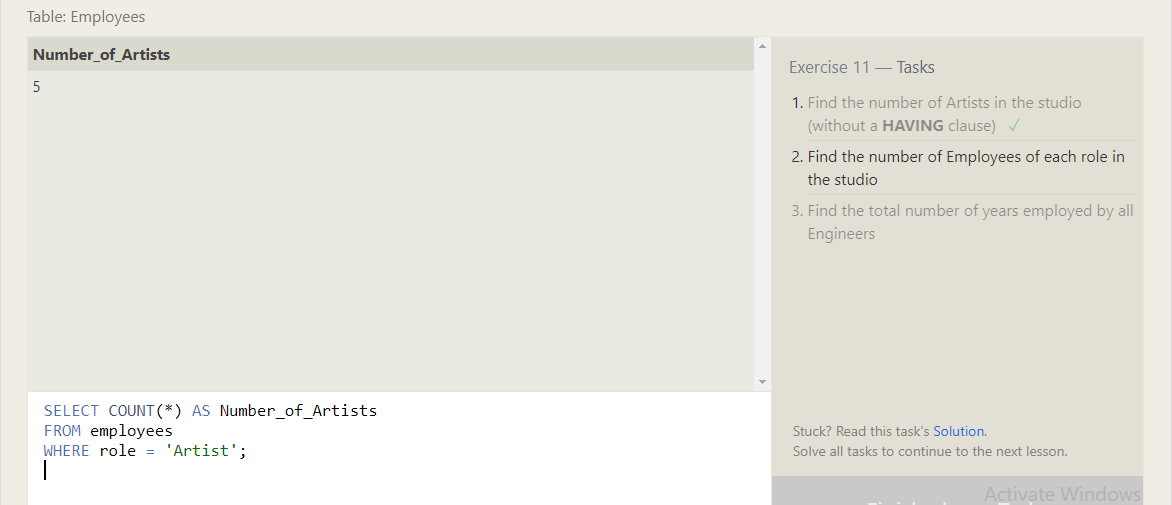 Table: Employees
Number_of_Artists
5
Exercise 11 — Tasks
1. Find the number of Artists in the studio
(without a HAVING clause) ✓
2. Find the number of Employees of each role in
the studio
3. Find the total number of years employed by all
Engineers
SELECT COUNT(*) AS Number_of_Artists
FROM employees
WHERE role = 'Artist';
Stuck? Read this task's Solution.
Solve all tasks to continue to the next lesson.
Activate Windows